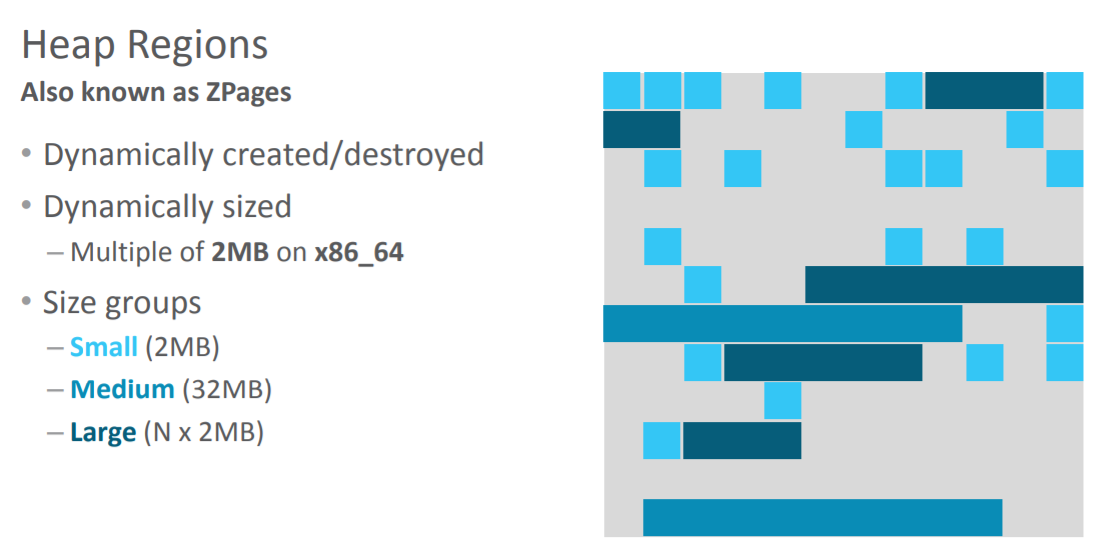 Heap Regions
Also known as ZPages
• Dynamically created/destroyed
• Dynamically sized
– Multiple of 2MB on x86_64
• Size groups
– Small (2MB)
– Medium (32MB)
– Large (N x 2MB)